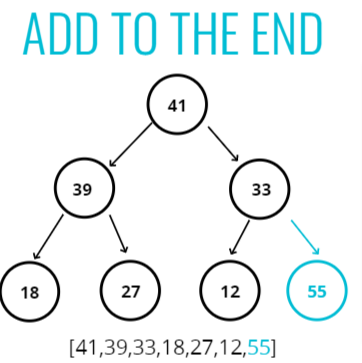 ADD TO THE END
41
39 33
18 27 12 55
[41,39,33,18,27,12,55]